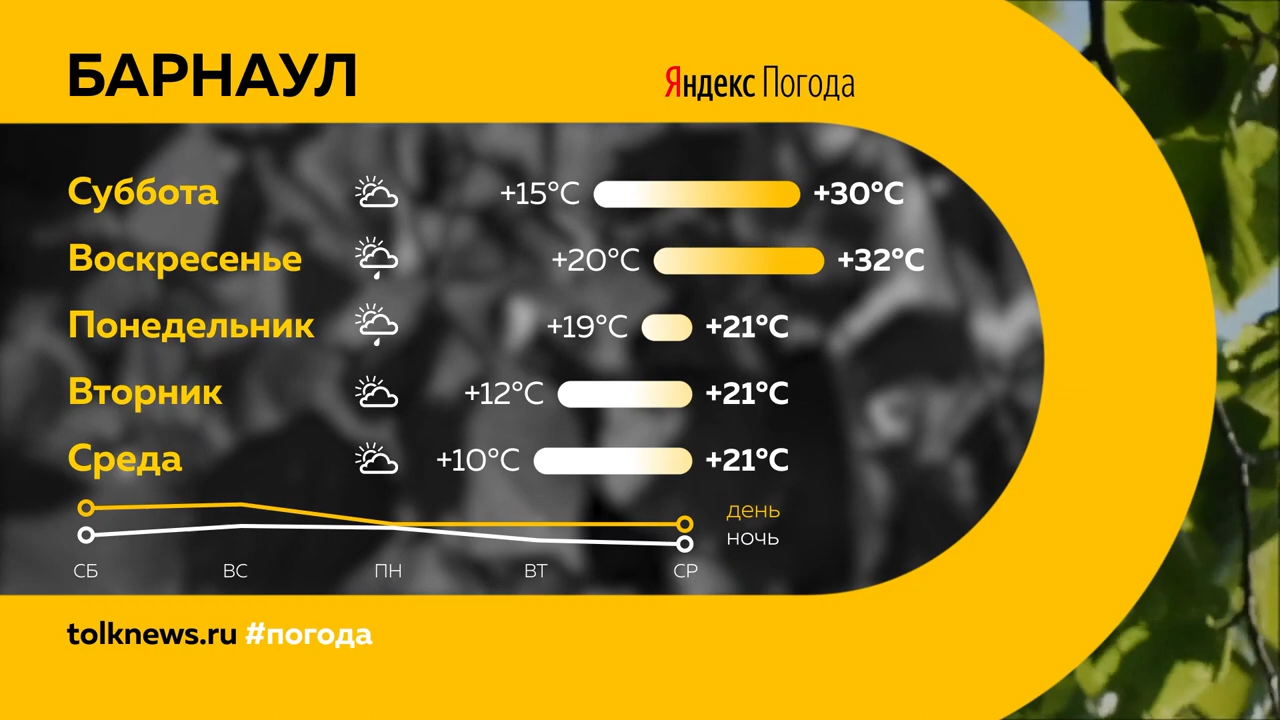 БАРНАУЛ
Яндекс Погода
Суббота +15°C +30°C
Воскресенье +20°C +32°C
Понедельник +19°C +21°C
Вторник +12°C +21°C
Среда +10°C +21°C
день
ночь
СБ ВС ПН ВТ СР
tolknews.ru #погода